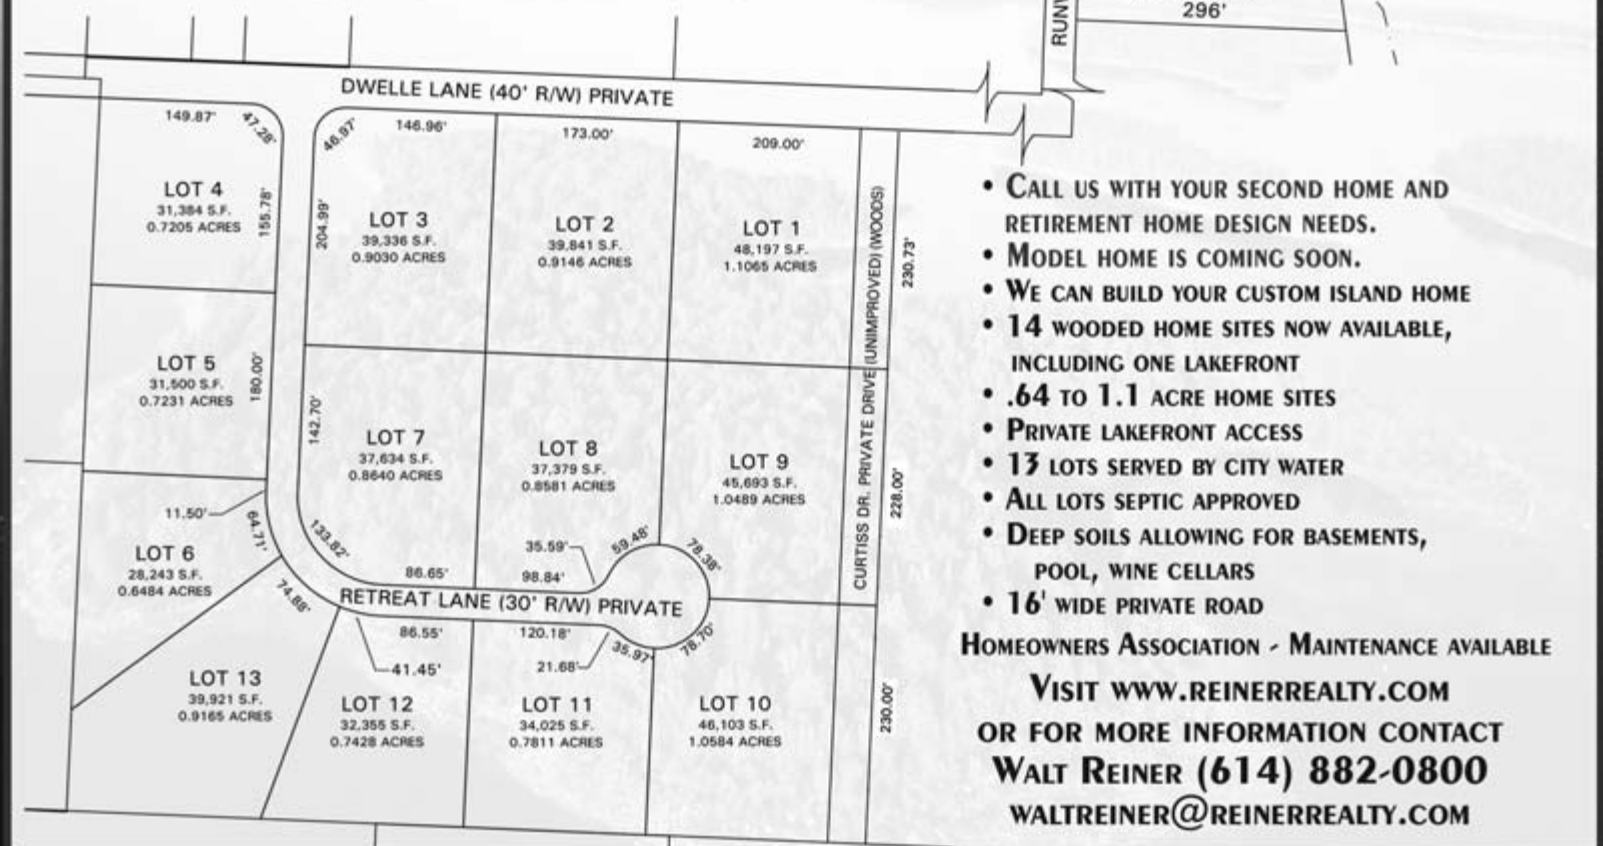 296'
RUNW
DWELLE LANE (40' R/W) PRIVATE
149.87'
47.28'
46.97'
146.96'
173.00'
209.00'
LOT 4
31,384 S.F.
0.7205 ACRES
155.78'
204.99'
LOT 3
39,336 S.F.
0.9030 ACRES
LOT 2
39,841 S.F.
0.9146 ACRES
LOT 1
48,197 S.F.
1.1065 ACRES
CURTISS DR. PRIVATE DRIVE (UNIMPROVED) (WOODS)
230.73'
LOT 5
31,500 S.F.
0.7231 ACRES
180.00'
142.70'
LOT 7
37,634 S.F.
0.8640 ACRES
LOT 8
37,379 S.F.
0.8581 ACRES
LOT 9
45,693 S.F.
1.0489 ACRES
228.00'
11.50'
64.71'
LOT 6
28,243 S.F.
0.6484 ACRES
133.82'
74.88'
86.65'
35.59'
98.84'
59.48'
78.38'
RETREAT LANE (30' R/W) PRIVATE
86.55'
41.45'
120.18'
21.68'
35.97'
78.70'
LOT 13
39,921 S.F.
0.9165 ACRES
LOT 12
32,355 S.F.
0.7428 ACRES
LOT 11
34,025 S.F.
0.7811 ACRES
LOT 10
46,103 S.F.
1.0584 ACRES
230.00'
• CALL US WITH YOUR SECOND HOME AND
RETIREMENT HOME DESIGN NEEDS.
• MODEL HOME IS COMING SOON.
• WE CAN BUILD YOUR CUSTOM ISLAND HOME
• 14 WOODED HOME SITES NOW AVAILABLE,
INCLUDING ONE LAKEFRONT
• .64 TO 1.1 ACRE HOME SITES
• PRIVATE LAKEFRONT ACCESS
• 13 LOTS SERVED BY CITY WATER
• ALL LOTS SEPTIC APPROVED
• DEEP SOILS ALLOWING FOR BASEMENTS,
POOL, WINE CELLARS
• 16' WIDE PRIVATE ROAD
HOMEOWNERS ASSOCIATION - MAINTENANCE AVAILABLE
VISIT WWW.REINERREALTY.COM
OR FOR MORE INFORMATION CONTACT
WALT REINER (614) 882-0800
WALTREINER@REINERREALTY.COM